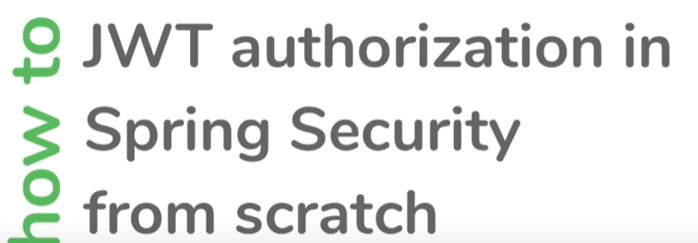 how to
JWT authorization in
Spring Security
from scratch